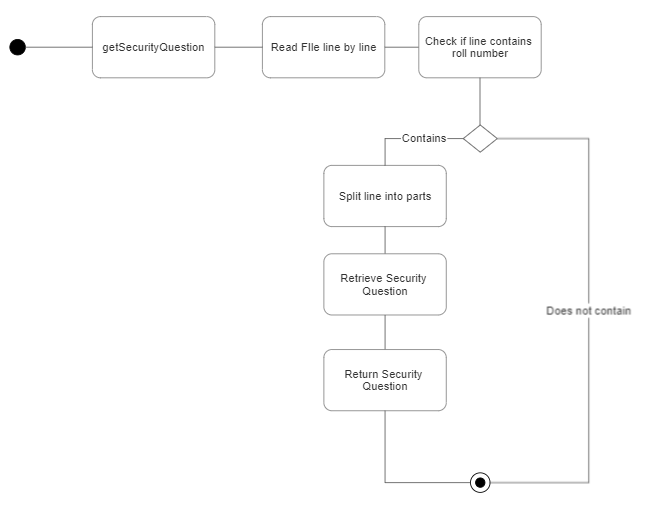 getSecurityQuestion
Read FIle line by line
Check if line contains
roll number
Contains
Split line into parts
Retrieve Security
Question
Does not contain
Return Security
Question